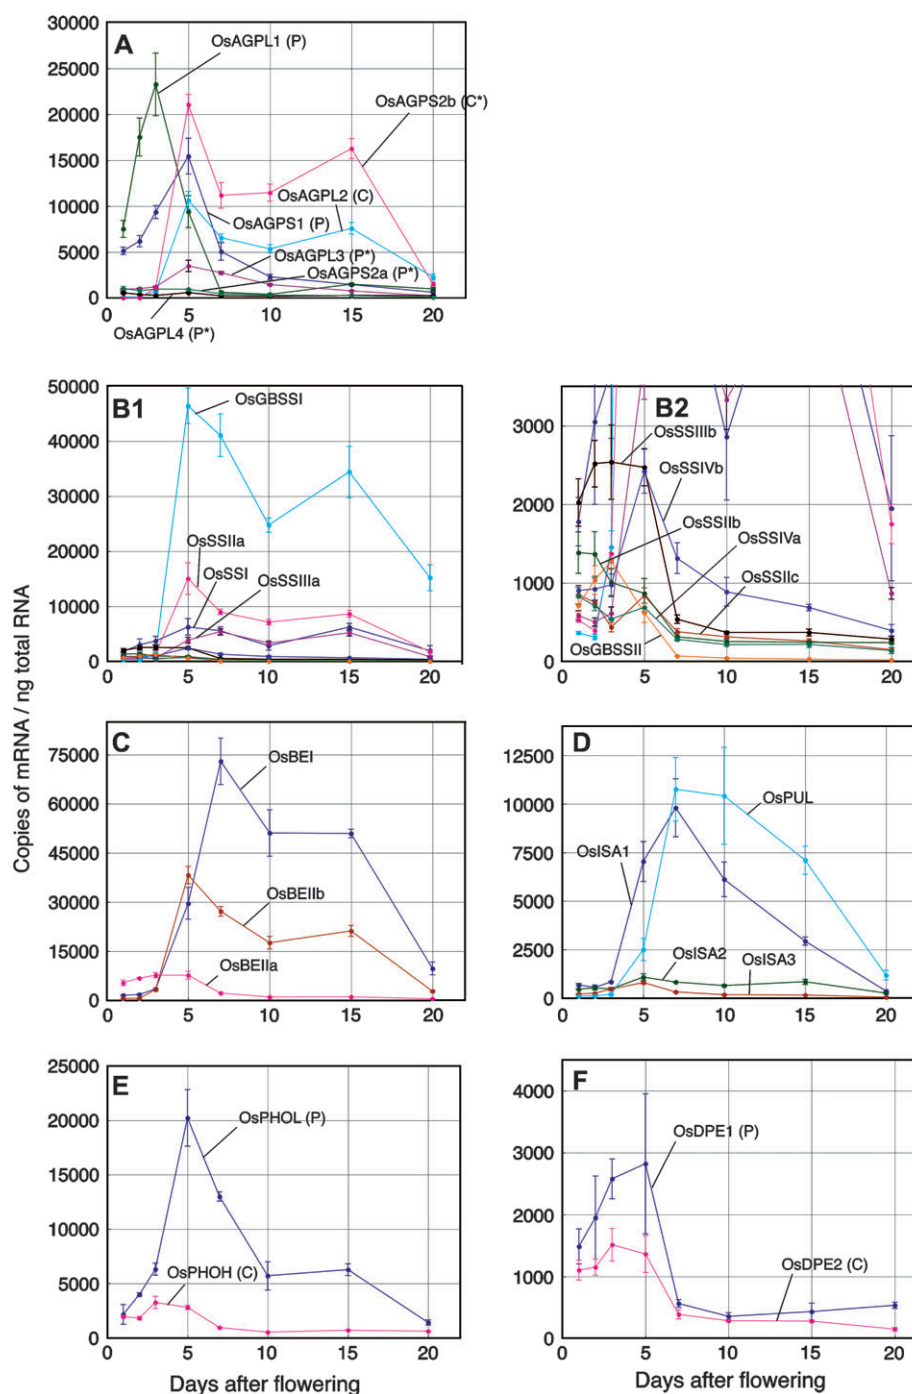 Copies of mRNA / ng total RNA
A
30000
25000
20000
15000
10000
5000
0
OsAGPL1 (P)
OsAGPS2b (C*)
OsAGPL2 (C)
OsAGPS1 (P)
OsAGPL3 (P*)
OsAGPS2a (P*)
OsAGPL4 (P*)
0 5 10 15 20
B1
50000
40000
30000
20000
10000
0
OsGBSSI
OsSSIIa
OsSSI
OsSSIIIa
0 5 10 15 20
B2
3000
2000
1000
0
OsSSIIIb
OsSSIVb
OsSSIIb
OsSSIVa
OsSSIIc
OsGBSSII
0 5 10 15 20
C
75000
60000
45000
30000
15000
0
OsBEI
OsBEIIb
OsBEIIa
0 5 10 15 20
D
12500
10000
7500
5000
2500
0
OsPUL
OsISA1
OsISA2
OsISA3
0 5 10 15 20
E
25000
20000
15000
10000
5000
0
OsPHOL (P)
OsPHOH (C)
0 5 10 15 20
Days after flowering
F
4000
3000
2000
1000
0
OsDPE1 (P)
OsDPE2 (C)
0 5 10 15 20
Days after flowering